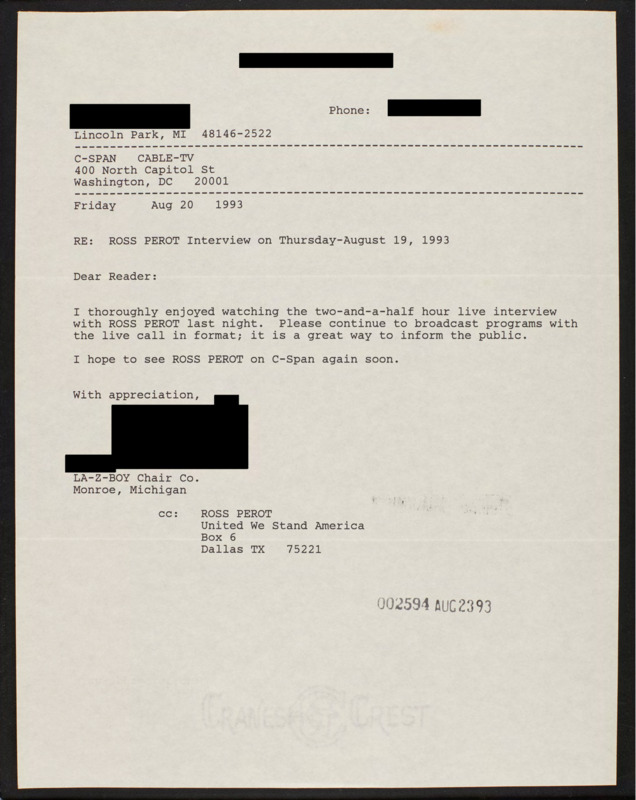 Phone:
Lincoln Park, MI 48146-2522
C-SPAN CABLE-TV
400 North Capitol St
Washington, DC 20001
Friday Aug 20 1993
RE: ROSS PEROT Interview on Thursday-August 19, 1993
Dear Reader:
I thoroughly enjoyed watching the two-and-a-half hour live interview
with ROSS PEROT last night. Please continue to broadcast programs with
the live call in format; it is a great way to inform the public.
I hope to see ROSS PEROT on C-Span again soon.
With appreciation,
LA-Z-BOY Chair Co.
Monroe, Michigan
cc: ROSS PEROT
United We Stand America
Box 6
Dallas TX 75221
002594 AUG 23 93
CRANE'S CREST